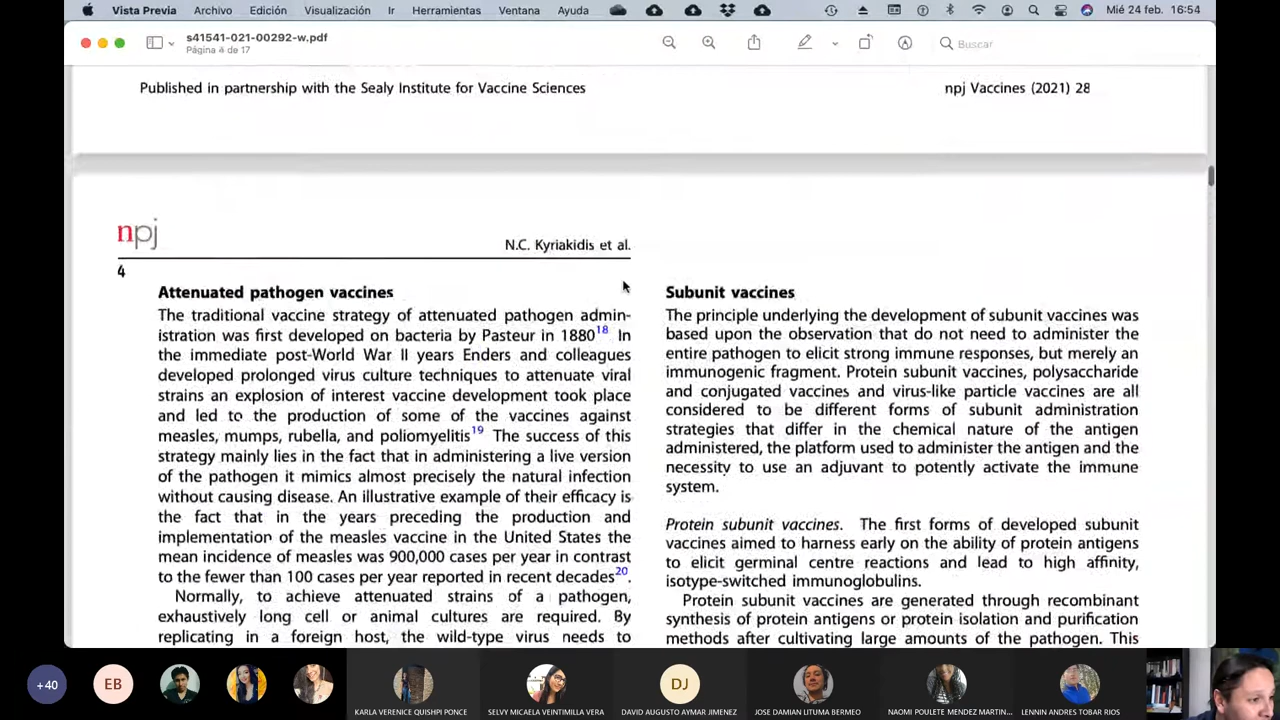 Vista Previa Archivo Edición Visualización Ir Herramientas Ventana Ayuda Mié 24 feb. 16:54
s41541-021-00292-w.pdf
Página 4 de 17
Buscar
Published in partnership with the Sealy Institute for Vaccine Sciences
npj Vaccines (2021) 28
npj
N.C. Kyriakidis et al.
4
Attenuated pathogen vaccines
The traditional vaccine strategy of attenuated pathogen admin-
istration was first developed on bacteria by Pasteur in 188018 In
the immediate post-World War II years Enders and colleagues
developed prolonged virus culture techniques to attenuate viral
strains an explosion of interest vaccine development took place
and led to the production of some of the vaccines against
measles, mumps, rubella, and poliomyelitis19 The success of this
strategy mainly lies in the fact that in administering a live version
of the pathogen it mimics almost precisely the natural infection
without causing disease. An illustrative example of their efficacy is
the fact that in the years preceding the production and
implementation of the measles vaccine in the United States the
mean incidence of measles was 900,000 cases per year in contrast
to the fewer than 100 cases per year reported in recent decades20.
Normally, to achieve attenuated strains of a pathogen,
exhaustively long cell or animal cultures are required. By
replicating in a foreign host, the wild-type virus needs to
Subunit vaccines
The principle underlying the development of subunit vaccines was
based upon the observation that do not need to administer the
entire pathogen to elicit strong immune responses, but merely an
immunogenic fragment. Protein subunit vaccines, polysaccharide
and conjugated vaccines and virus-like particle vaccines are all
considered to be different forms of subunit administration
strategies that differ in the chemical nature of the antigen
administered, the platform used to administer the antigen and the
necessity to use an adjuvant to potently activate the immune
system.
Protein subunit vaccines. The first forms of developed subunit
vaccines aimed to harness early on the ability of protein antigens
to elicit germinal centre reactions and lead to high affinity,
isotype-switched immunoglobulins.
Protein subunit vaccines are generated through recombinant
synthesis of protein antigens or protein isolation and purification
methods after cultivating large amounts of the pathogen. This
+40
EB
DJ
KARLA VERENICE QUISHPI PONCE
SELVY MICAELA VEINTIMILLA VERA
DAVID AUGUSTO AYMAR JIMENEZ
JOSE DAMIAN LITUMA BERMEO
NAOMI POULETE MENDEZ MARTIN...
LENNIN ANDRES TOBAR RIOS